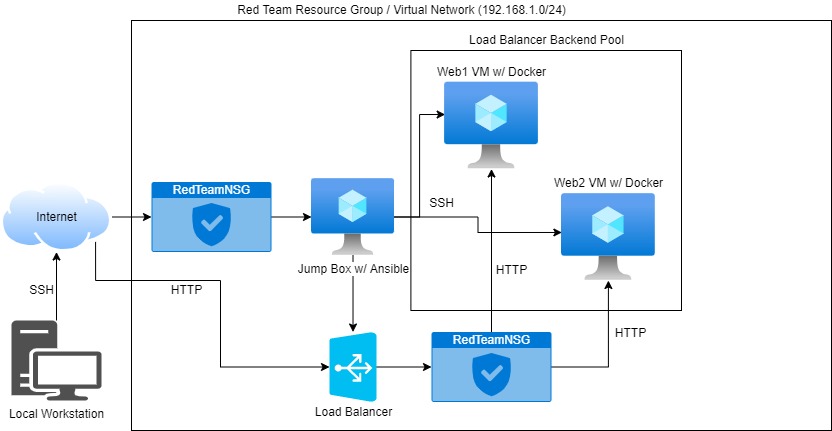 Red Team Resource Group / Virtual Network (192.168.1.0/24)
Load Balancer Backend Pool
Web1 VM w/ Docker
Web2 VM w/ Docker
RedTeamNSG
SSH
Internet
Jump Box w/ Ansible
HTTP
SSH
HTTP
HTTP
RedTeamNSG
Load Balancer
Local Workstation